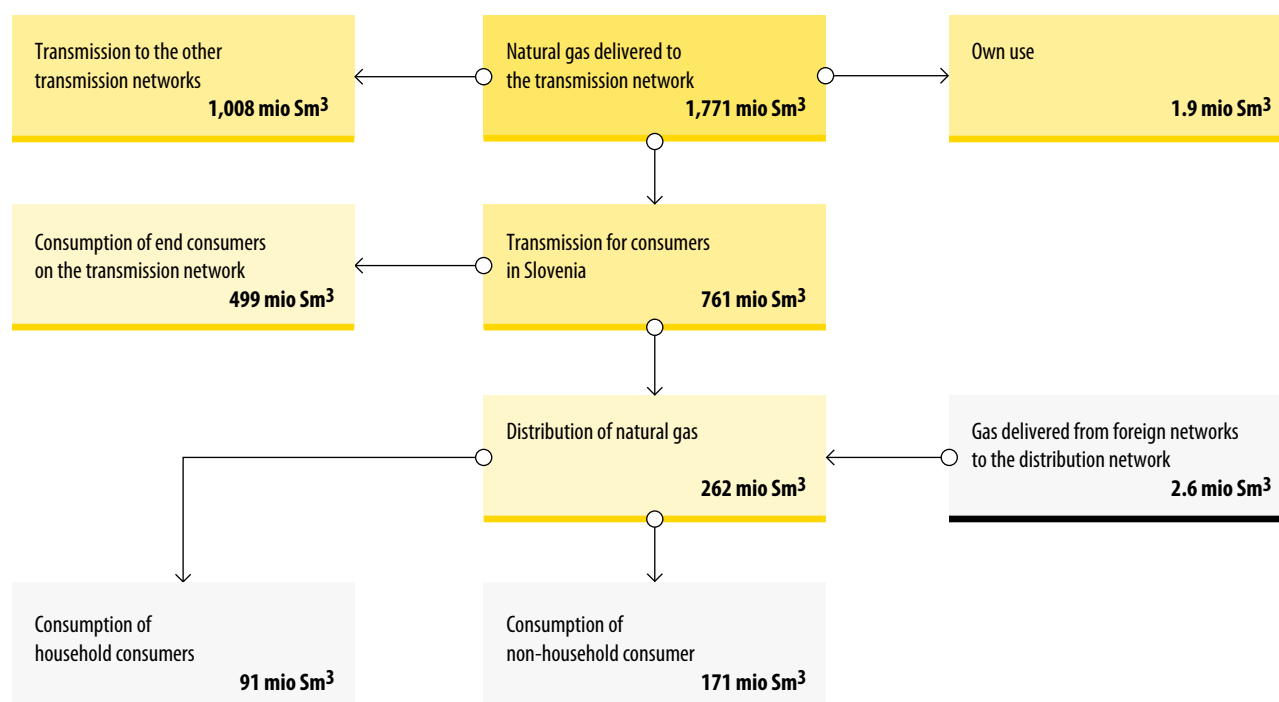 Transmission to the other
transmission networks
1,008 mio Sm3
Natural gas delivered to
the transmission network
1,771 mio Sm3
Own use
1.9 mio Sm3
Consumption of end consumers
on the transmission network
499 mio Sm3
Transmission for consumers
in Slovenia
761 mio Sm3
Distribution of natural gas
262 mio Sm3
Gas delivered from foreign networks
to the distribution network
2.6 mio Sm3
Consumption of
household consumers
91 mio Sm3
Consumption of
non-household consumer
171 mio Sm3